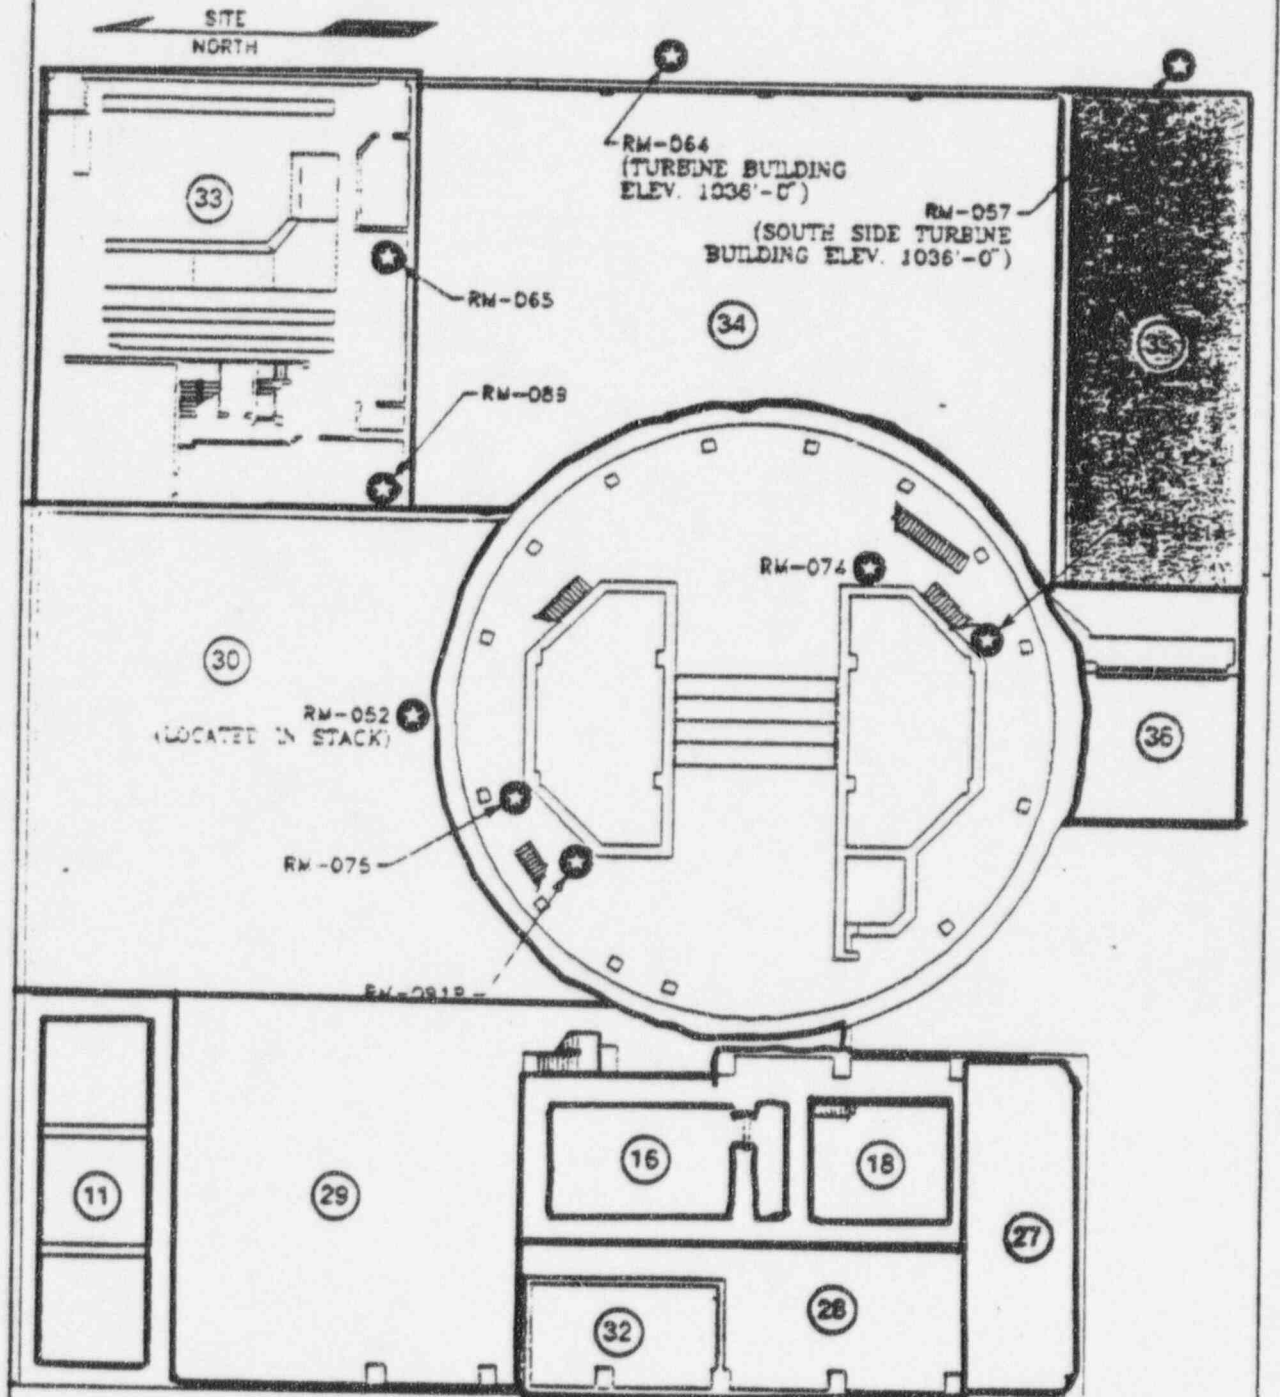 SITE
NORTH
RM-064
(TURBINE BUILDING
ELEV. 1036'-0")
RM-057
(SOUTH SIDE TURBINE
BUILDING ELEV. 1036'-0")
33
RM-065
34
35
RM-089
RM-074
30
RM-052
(LOCATED IN STACK)
36
RM-075
RM-091B
16
18
11
29
27
32
28